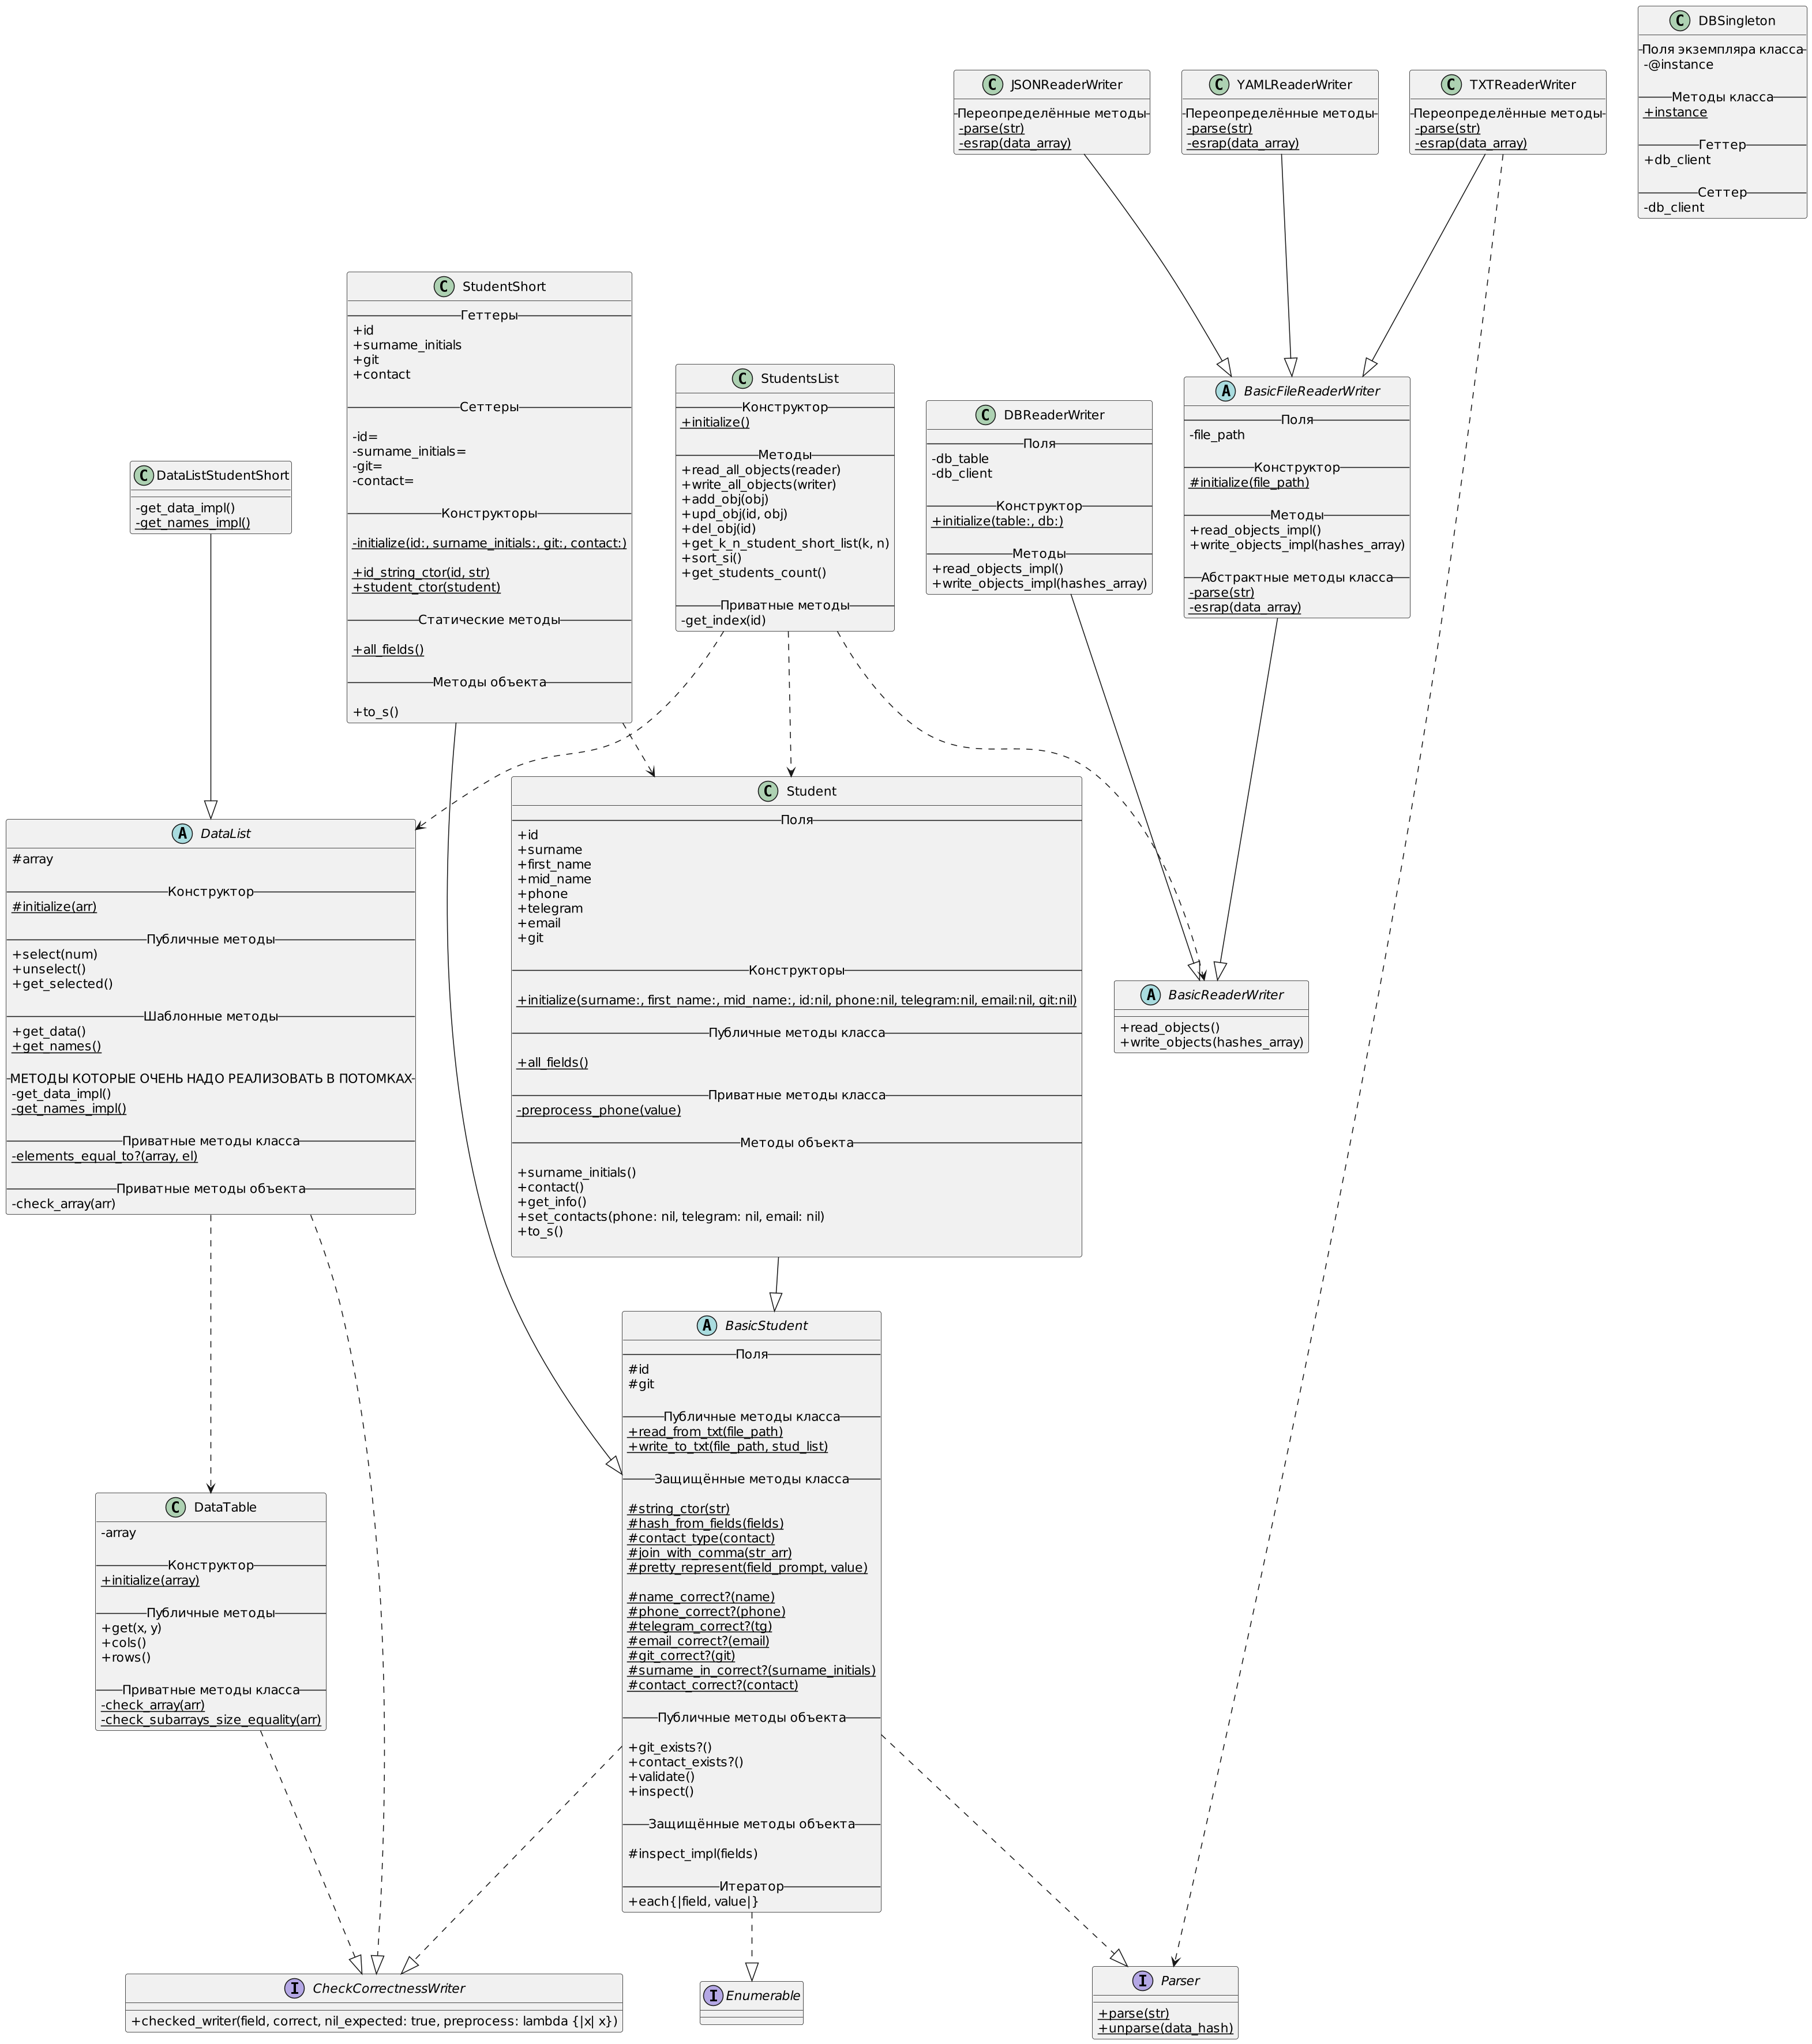 DBSingleton
Поля экземпляра класса
-@instance
Методы класса
+instance
Геттер
+db_client
Сеттер
-db_client
JSONReaderWriter
Переопределённые методы
-parse(str)
-esrap(data_array)
YAMLReaderWriter
Переопределённые методы
-parse(str)
-esrap(data_array)
TXTReaderWriter
Переопределённые методы
-parse(str)
-esrap(data_array)
StudentShort
Геттеры
+id
+surname_initials
+git
+contact
Сеттеры
-id=
-surname_initials=
-git=
-contact=
Конструкторы
-initialize(id:, surname_initials:, git:, contact:)
+id_string_ctor(id, str)
+student_ctor(student)
Статические методы
+all_fields()
Методы объекта
+to_s()
StudentsList
Конструктор
+initialize()
Методы
+read_all_objects(reader)
+write_all_objects(writer)
+add_obj(obj)
+upd_obj(id, obj)
+del_obj(id)
+get_k_n_student_short_list(k, n)
+sort_si()
+get_students_count()
Приватные методы
-get_index(id)
DBReaderWriter
Поля
-db_table
-db_client
Конструктор
+initialize(table:, db:)
Методы
+read_objects_impl()
+write_objects_impl(hashes_array)
BasicFileReaderWriter
Поля
-file_path
Конструктор
#initialize(file_path)
Методы
+read_objects_impl()
+write_objects_impl(hashes_array)
Абстрактные методы класса
-parse(str)
-esrap(data_array)
DataListStudentShort
-get_data_impl()
-get_names_impl()
DataList
#array
Конструктор
#initialize(arr)
Публичные методы
+select(num)
+unselect()
+get_selected()
Шаблонные методы
+get_data()
+get_names()
МЕТОДЫ КОТОРЫЕ ОЧЕНЬ НАДО РЕАЛИЗОВАТЬ В ПОТОМКАХ
-get_data_impl()
-get_names_impl()
Приватные методы класса
-elements_equal_to?(array, el)
Приватные методы объекта
-check_array(arr)
Student
Поля
+id
+surname
+first_name
+mid_name
+phone
+telegram
+email
+git
Конструкторы
+initialize(surname:, first_name:, mid_name:, id:nil, phone:nil, telegram:nil, email:nil, git:nil)
Публичные методы класса
+all_fields()
Приватные методы класса
-preprocess_phone(value)
Методы объекта
+surname_initials()
+contact()
+get_info()
+set_contacts(phone: nil, telegram: nil, email: nil)
+to_s()
BasicReaderWriter
+read_objects()
+write_objects(hashes_array)
BasicStudent
Поля
#id
#git
Публичные методы класса
+read_from_txt(file_path)
+write_to_txt(file_path, stud_list)
Защищённые методы класса
#string_ctor(str)
#hash_from_fields(fields)
#contact_type(contact)
#join_with_comma(str_arr)
#pretty_represent(field_prompt, value)
#name_correct?(name)
#phone_correct?(phone)
#telegram_correct?(tg)
#email_correct?(email)
#git_correct?(git)
#surname_in_correct?(surname_initials)
#contact_correct?(contact)
Публичные методы объекта
+git_exists?()
+contact_exists?()
+validate()
+inspect()
Защищённые методы объекта
#inspect_impl(fields)
Итератор
+each{|field, value|}
DataTable
-array
Конструктор
+initialize(array)
Публичные методы
+get(x, y)
+cols()
+rows()
Приватные методы класса
-check_array(arr)
-check_subarrays_size_equality(arr)
CheckCorrectnessWriter
+checked_writer(field, correct, nil_expected: true, preprocess: lambda {|x| x})
Enumerable
Parser
+parse(str)
+unparse(data_hash)